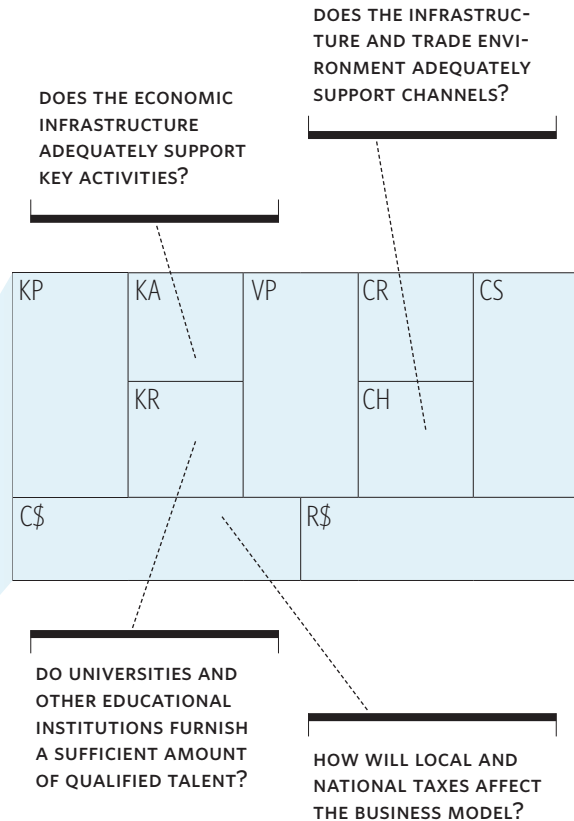 DOES THE INFRASTRUC-
TURE AND TRADE ENVI-
RONMENT ADEQUATELY
SUPPORT CHANNELS?
DOES THE ECONOMIC
INFRASTRUCTURE
ADEQUATELY SUPPORT
KEY ACTIVITIES?
KP
KA
VP
CR
CS
KR
CH
C$
R$
DO UNIVERSITIES AND
OTHER EDUCATIONAL
INSTITUTIONS FURNISH
A SUFFICIENT AMOUNT
OF QUALIFIED TALENT?
HOW WILL LOCAL AND
NATIONAL TAXES AFFECT
THE BUSINESS MODEL?